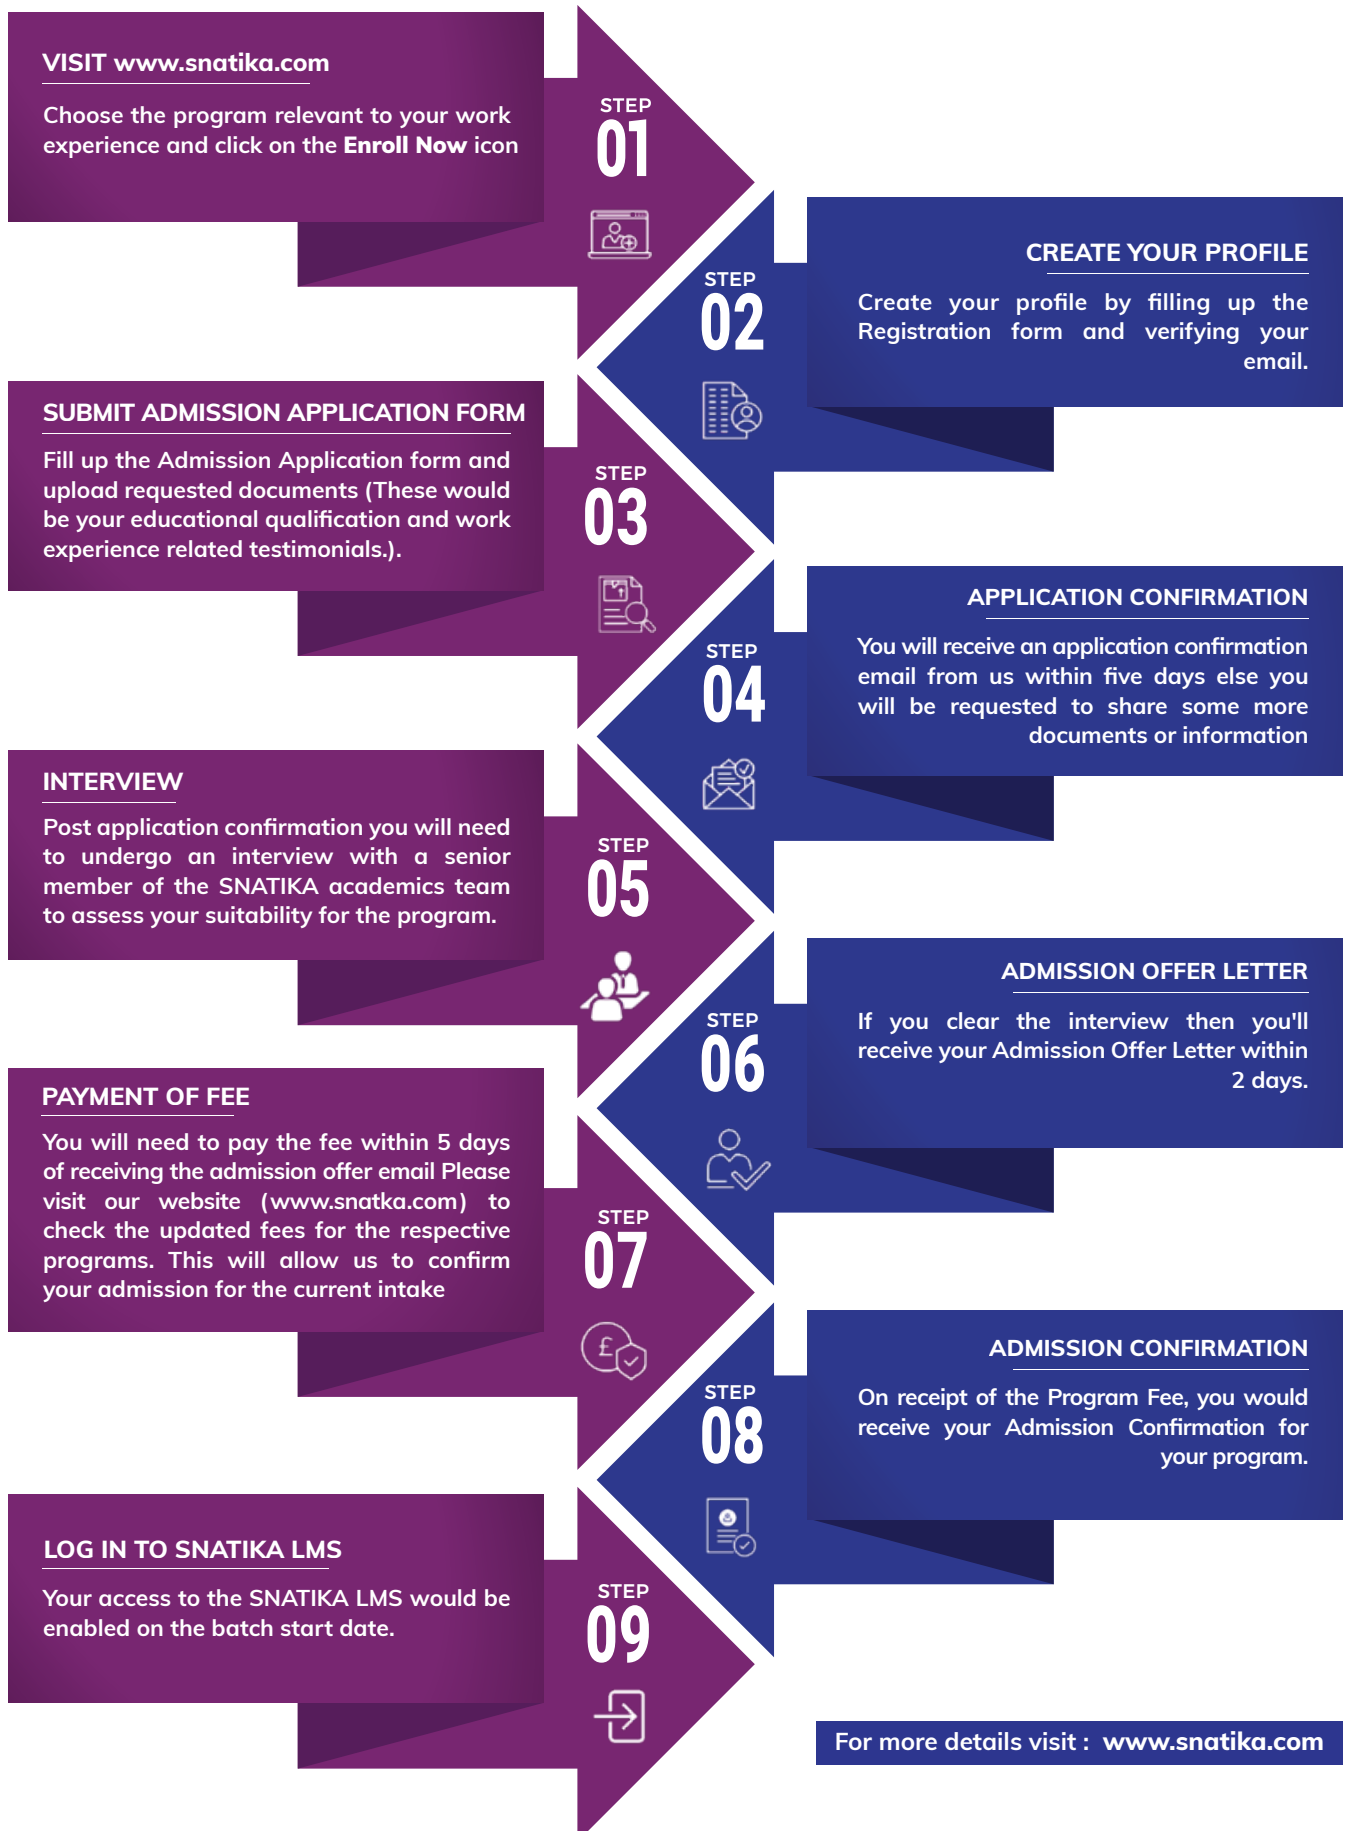 VISIT www.snatika.com
Choose the program relevant to your work
experience and click on the Enroll Now icon
STEP
01
CREATE YOUR PROFILE
Create your profile by filling up the
Registration form and verifying your
email.
STEP
02
SUBMIT ADMISSION APPLICATION FORM
Fill up the Admission Application form and
upload requested documents (These would
be your educational qualification and work
experience related testimonials.).
STEP
03
APPLICATION CONFIRMATION
You will receive an application confirmation
email from us within five days else you
will be requested to share some more
documents or information
STEP
04
INTERVIEW
Post application confirmation you will need
to undergo an interview with a senior
member of the SNATIKA academics team
to assess your suitability for the program.
STEP
05
ADMISSION OFFER LETTER
If you clear the interview then you'll
receive your Admission Offer Letter within
2 days.
STEP
06
PAYMENT OF FEE
You will need to pay the fee within 5 days
of receiving the admission offer email Please
visit our website (www.snatka.com) to
check the updated fees for the respective
programs. This will allow us to confirm
your admission for the current intake
STEP
07
£
ADMISSION CONFIRMATION
On receipt of the Program Fee, you would
receive your Admission Confirmation for
your program.
STEP
08
LOG IN TO SNATIKA LMS
Your access to the SNATIKA LMS would be
enabled on the batch start date.
STEP
09
For more details visit : www.snatika.com